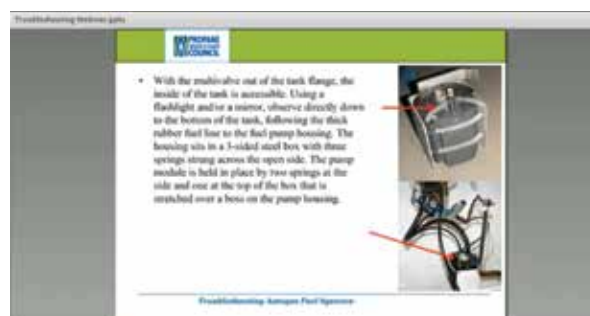 Troubleshooting Webinar.pptx
PROPANE
COUNCIL
• With the multivalve out of the tank flange, the
inside of the tank is accessible. Using a
flashlight and/or a mirror, observe directly down
to the bottom of the tank, following the thick
rubber fuel line to the fuel pump housing. The
housing sits in a 3-sided steel box with three
springs strung across the open side. The pump
module is held in place by two springs at the
side and one at the top of the box that is
stretched over a boss on the pump housing.
Troubleshooting Autogas Fuel Systems